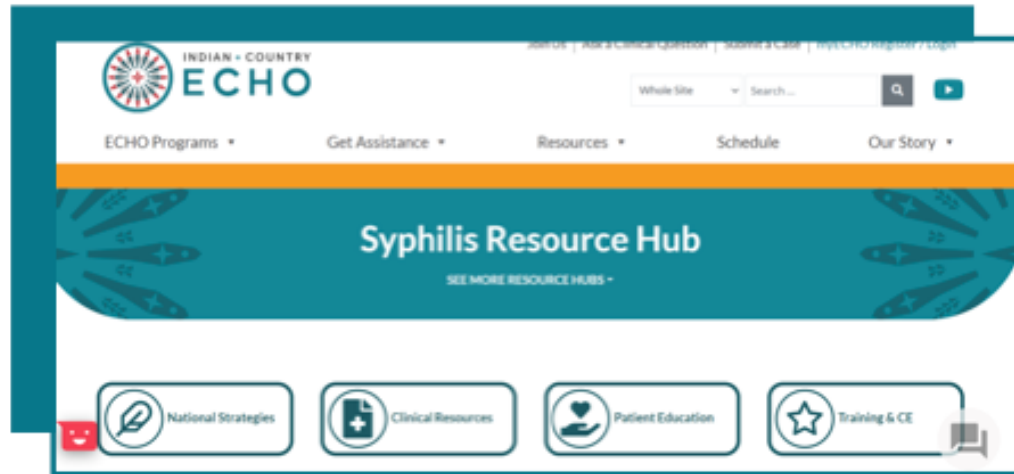 Join Us | Ask a Clinical Question | Submit a Case | myECHO Register / Login
INDIAN - COUNTRY
ECHO
Whole Site
Search ...
ECHO Programs
Get Assistance
Resources
Schedule
Our Story
Syphilis Resource Hub
SEE MORE RESOURCE HUBS
National Strategies
Clinical Resources
Patient Education
Training & CE